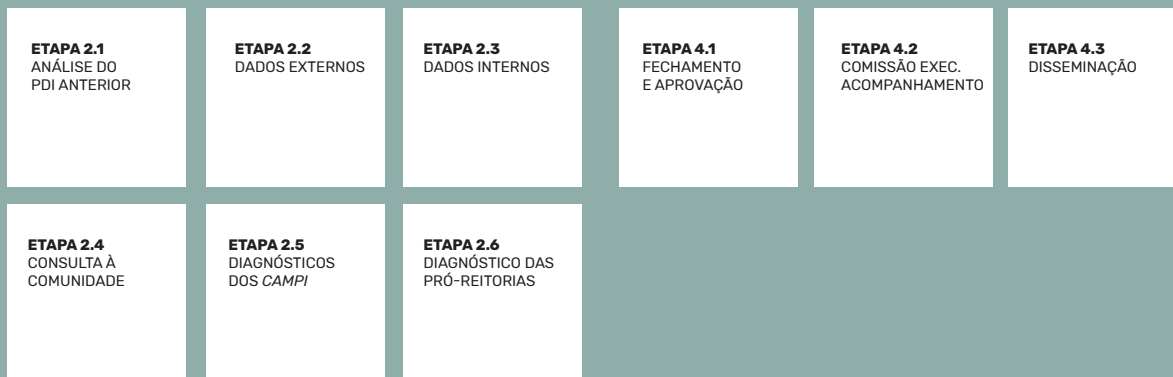 ETAPA 2.1
ANÁLISE DO
PDI ANTERIOR
ETAPA 2.2
DADOS EXTERNOS
ETAPA 2.3
DADOS INTERNOS
ETAPA 4.1
FECHAMENTO
E APROVAÇÃO
ETAPA 4.2
COMISSÃO EXEC.
ACOMPANHAMENTO
ETAPA 4.3
DISSEMINAÇÃO
ETAPA 2.4
CONSULTA À
COMUNIDADE
ETAPA 2.5
DIAGNÓSTICOS
DOS CAMPI
ETAPA 2.6
DIAGNÓSTICO DAS
PRÓ-REITORIAS